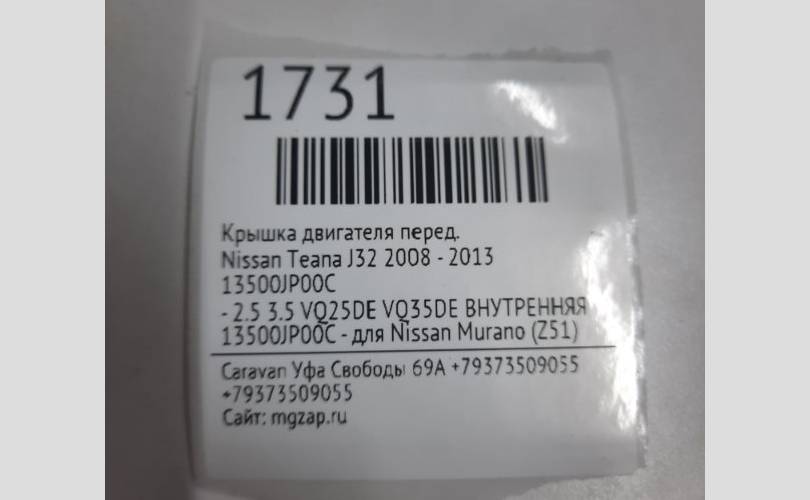 1731
Крышка двигателя перед.
Nissan Teana J32 2008 - 2013
13500JP00C
- 2.5 3.5 VQ25DE VQ35DE ВНУТРЕННЯЯ
13500JP00C - для Nissan Murano (Z51)
Caravan Уфа Свободы 69А +79373509055
+79373509055
Сайт: mgzap.ru